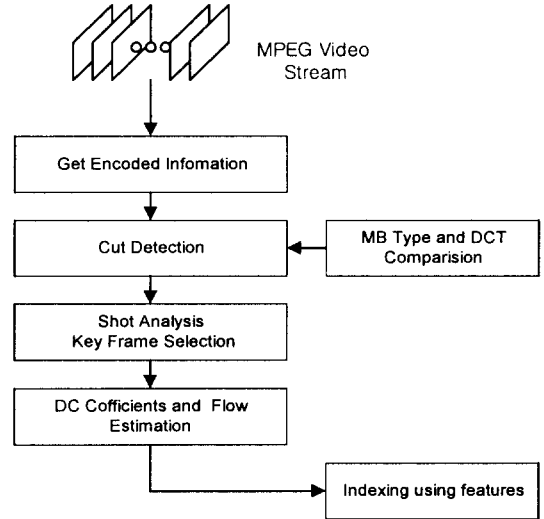 MPEG Video
Stream
Get Encoded Infomation
Cut Detection
MB Type and DCT
Comparision
Shot Analysis
Key Frame Selection
DC Cofficients and Flow
Estimation
Indexing using features